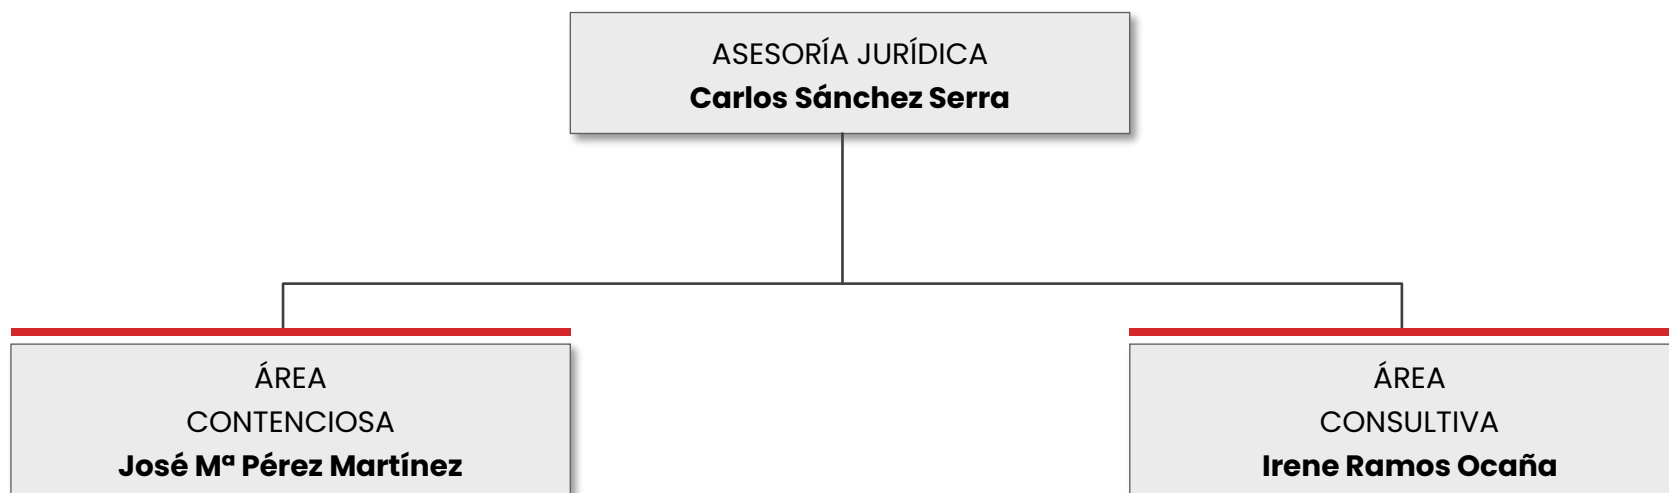 ASESORÍA JURÍDICA
Carlos Sánchez Serra
ÁREA
CONTENCIOSA
José Mª Pérez Martínez
ÁREA
CONSULTIVA
Irene Ramos Ocaña